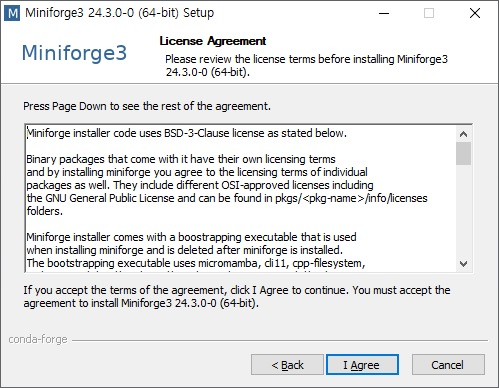 Miniforge3 24.3.0-0 (64-bit) Setup
License Agreement
Miniforge3
Please review the license terms before installing Miniforge3
24.3.0-0 (64-bit).
Press Page Down to see the rest of the agreement.
Miniforge installer code uses BSD-3-Clause license as stated below.
Binary packages that come with it have their own licensing terms
and by installing miniforge you agree to the licensing terms of individual
packages as well. They include different OSI-approved licenses including
the GNU General Public License and can be found in pkgs/<pkg-name>/info/licenses
folders.
Miniforge installer comes with a boostrapping executable that is used
when installing miniforge and is deleted after miniforge is installed.
The bootstrapping executable uses micromamba, cli11, cpp-filesystem,
If you accept the terms of the agreement, click I Agree to continue. You must accept the
agreement to install Miniforge3 24.3.0-0 (64-bit).
conda-forge
< Back
I Agree
Cancel